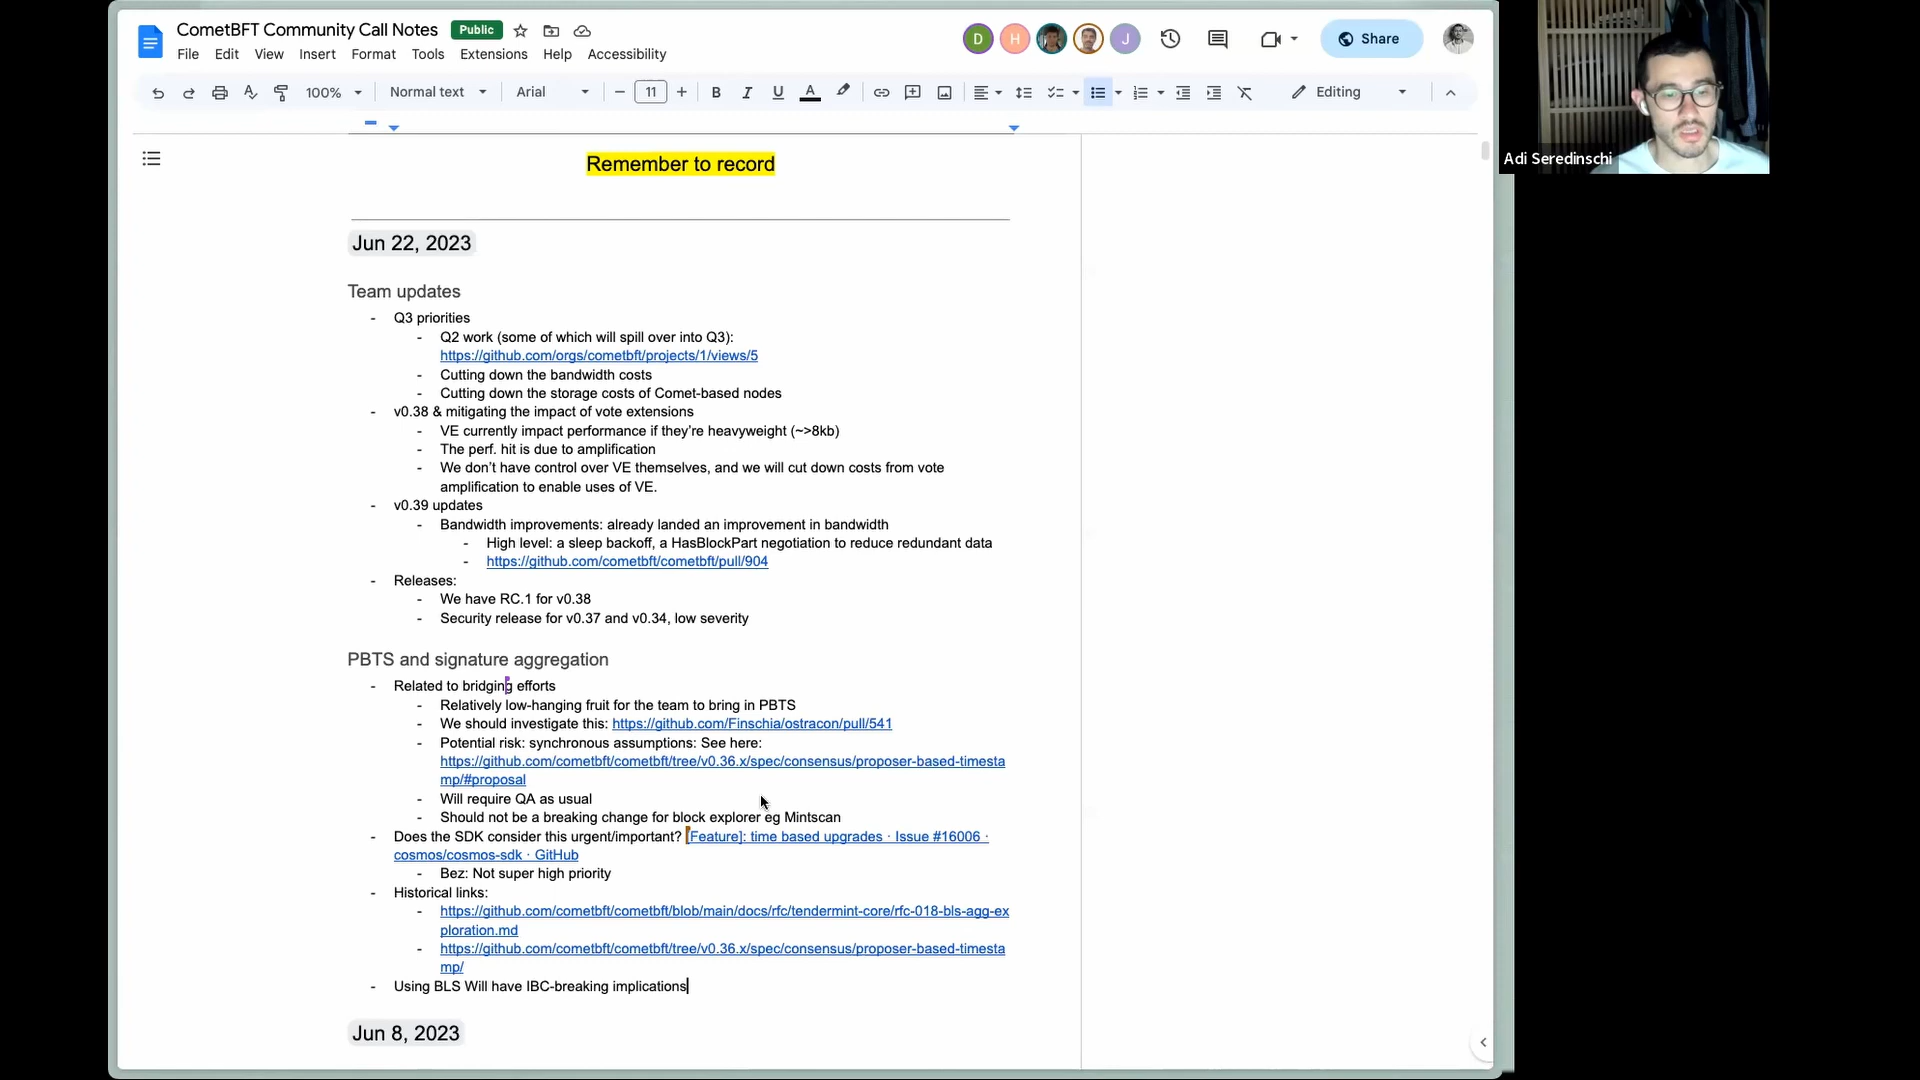 CometBFT Community Call Notes
Public
File Edit View Insert Format Tools Extensions Help Accessibility
D H J
Share
100% Normal text Arial 11 B I U A Editing
Adi Seredinschi
Remember to record
Jun 22, 2023
Team updates
- Q3 priorities
- Q2 work (some of which will spill over into Q3):
https://github.com/orgs/cometbft/projects/1/views/5
- Cutting down the bandwidth costs
- Cutting down the storage costs of Comet-based nodes
- v0.38 & mitigating the impact of vote extensions
- VE currently impact performance if they're heavyweight (~>8kb)
- The perf. hit is due to amplification
- We don't have control over VE themselves, and we will cut down costs from vote
amplification to enable uses of VE.
- v0.39 updates
- Bandwidth improvements: already landed an improvement in bandwidth
- High level: a sleep backoff, a HasBlockPart negotiation to reduce redundant data
- https://github.com/cometbft/cometbft/pull/904
- Releases:
- We have RC.1 for v0.38
- Security release for v0.37 and v0.34, low severity
PBTS and signature aggregation
- Related to bridging efforts
- Relatively low-hanging fruit for the team to bring in PBTS
- We should investigate this: https://github.com/Finschia/ostracon/pull/541
- Potential risk: synchronous assumptions: See here:
https://github.com/cometbft/cometbft/tree/v0.36.x/spec/consensus/proposer-based-timesta
mp/#proposal
- Will require QA as usual
- Should not be a breaking change for block explorer eg Mintscan
- Does the SDK consider this urgent/important? [Feature]: time based upgrades · Issue #16006 ·
cosmos/cosmos-sdk · GitHub
- Bez: Not super high priority
- Historical links:
- https://github.com/cometbft/cometbft/blob/main/docs/rfc/tendermint-core/rfc-018-bls-agg-ex
ploration.md
- https://github.com/cometbft/cometbft/tree/v0.36.x/spec/consensus/proposer-based-timesta
mp/
- Using BLS Will have IBC-breaking implications
Jun 8, 2023